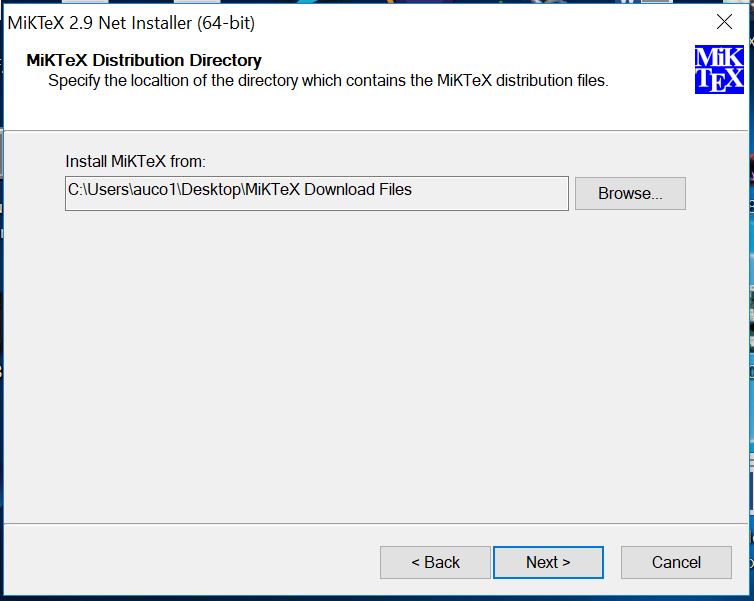 MiKTeX 2.9 Net Installer (64-bit)
MiKTeX Distribution Directory
Specify the localtion of the directory which contains the MiKTeX distribution files.
MiK
TEX
Install MiKTeX from:
C:\Users\auco1\Desktop\MiKTeX Download Files
Browse...
< Back
Next >
Cancel